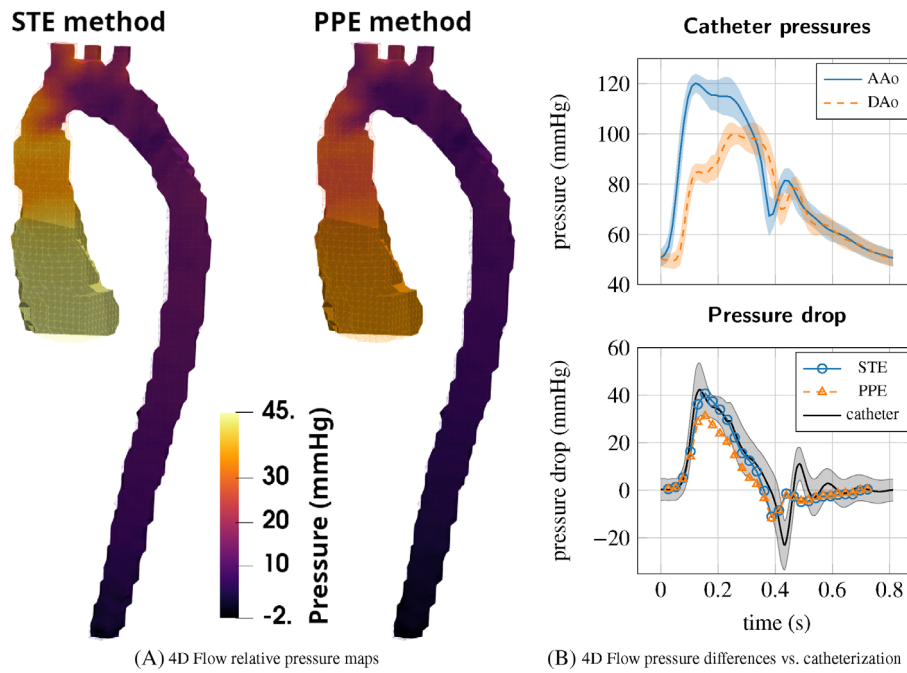 STE method
PPE method
45.
30
20
10
-2.
Pressure (mmHg)
(A) 4D Flow relative pressure maps
Catheter pressures
AAo
DAo
120
100
80
60
40
pressure (mmHg)
Pressure drop
STE
PPE
catheter
60
40
20
0
−20
pressure drop (mmHg)
0 0.2 0.4 0.6 0.8
time (s)
(B) 4D Flow pressure differences vs. catheterization